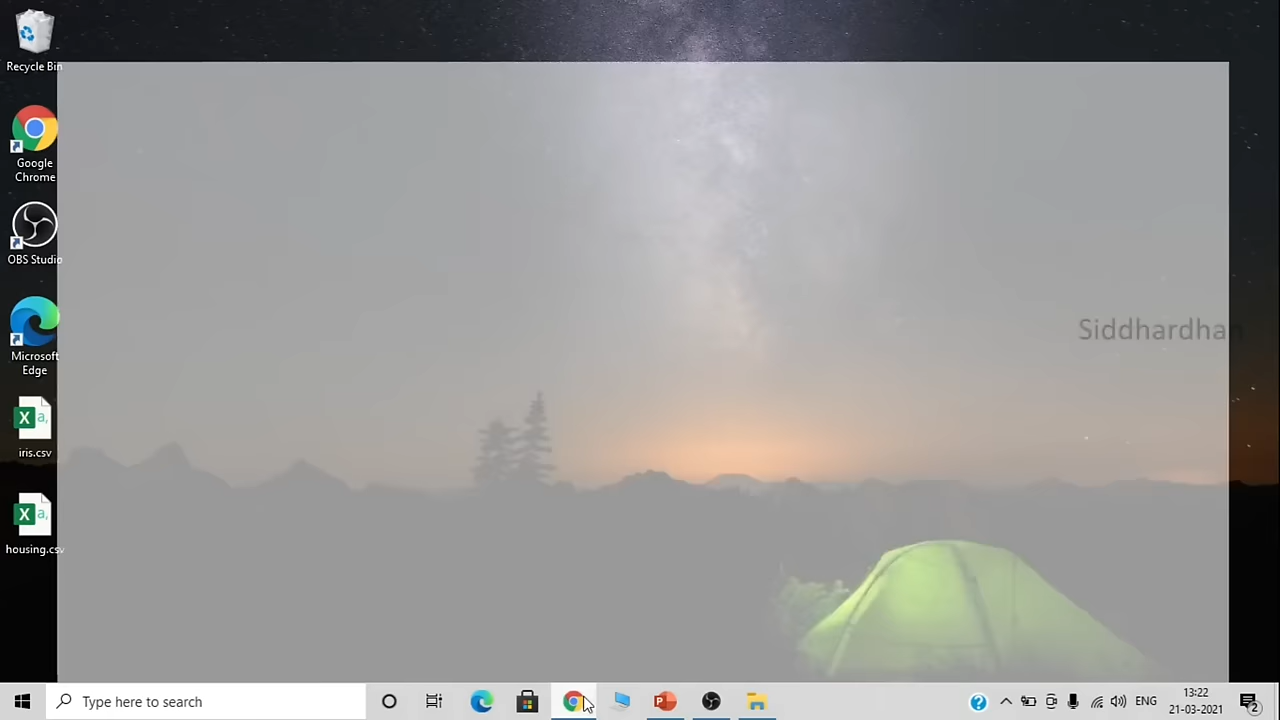 Recycle Bin
Google
Chrome
OBS Studio
Microsoft
Edge
iris.csv
housing.csv
Siddhardhan
Type here to search
ENG
13:22
21-03-2021
2